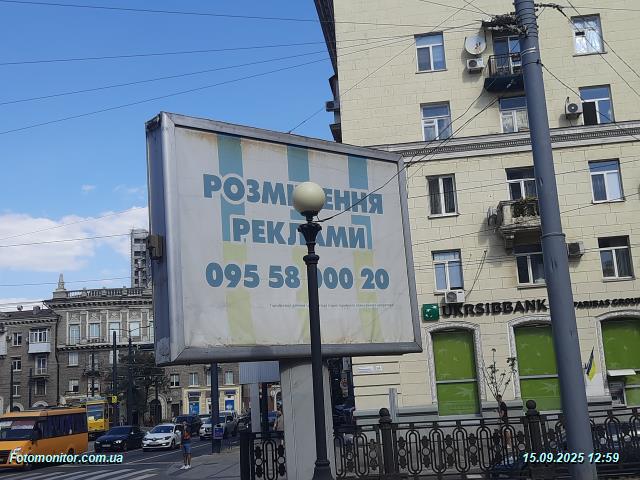 РОЗМІЩЕННЯ
РЕКЛАМИ
095 58 000 20
UKRSIBBANK
BNP PARIBAS GROUP
Fotomonitor.com.ua
15.09.2025 12:59